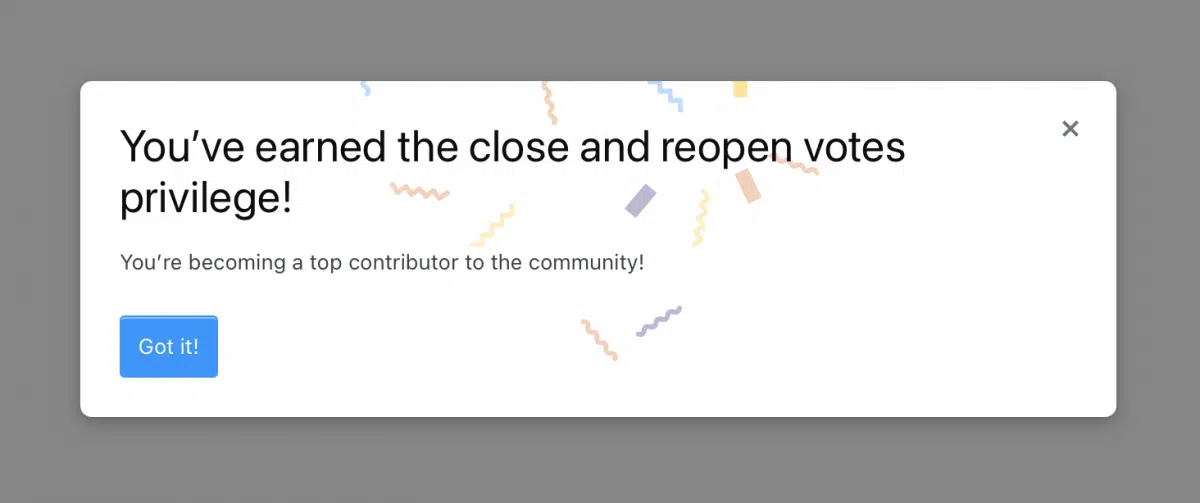 You’ve earned the close and reopen votes
privilege!
You’re becoming a top contributor to the community!
Got it!